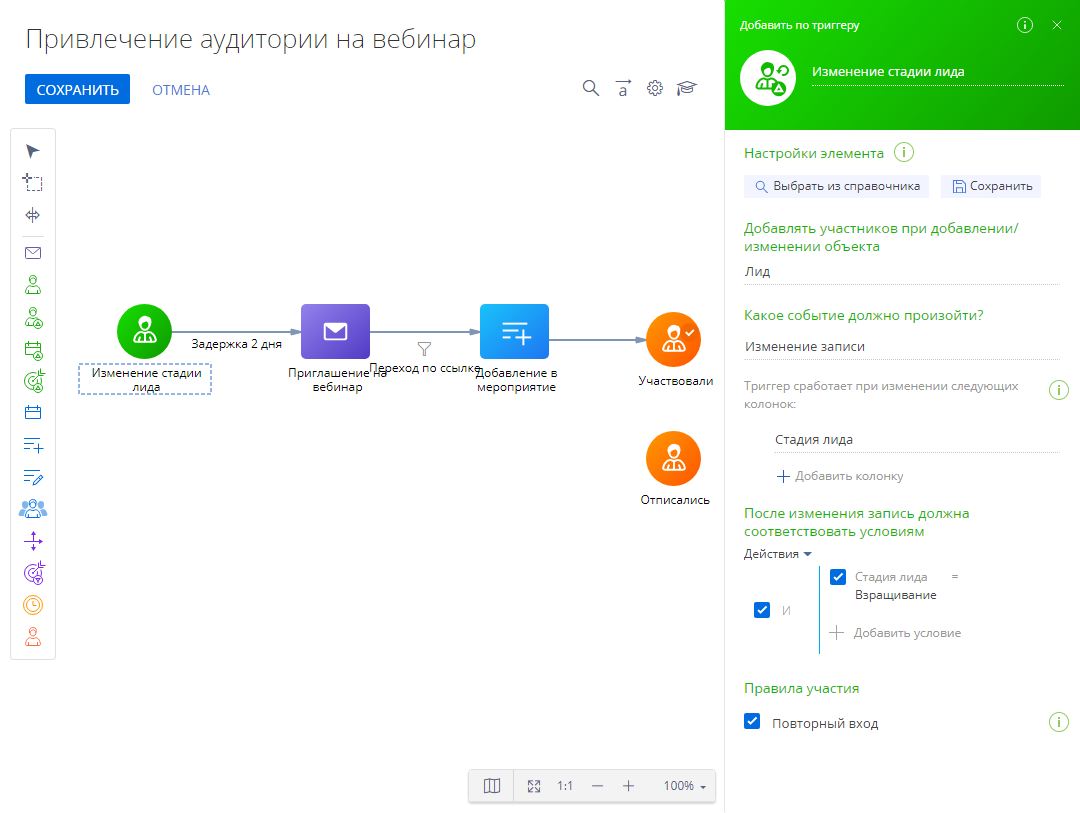 Привлечение аудитории на вебинар
СОХРАНИТЬ
ОТМЕНА
a
Задержка 2 дня
Изменение стадии
лида
Приглашение на
вебинар
Переход по ссылке
Добавление в
мероприятие
Участвовали
Отписались
1:1
100%
Добавить по триггеру
Изменение стадии лида
Настройки элемента
Выбрать из справочника
Сохранить
Добавлять участников при добавлении/
изменении объекта
Лид
Какое событие должно произойти?
Изменение записи
Триггер сработает при изменении следующих
колонок:
Стадия лида
Добавить колонку
После изменения запись должна
соответствовать условиям
Действия
И
Стадия лида =
Взращивание
Добавить условие
Правила участия
Повторный вход